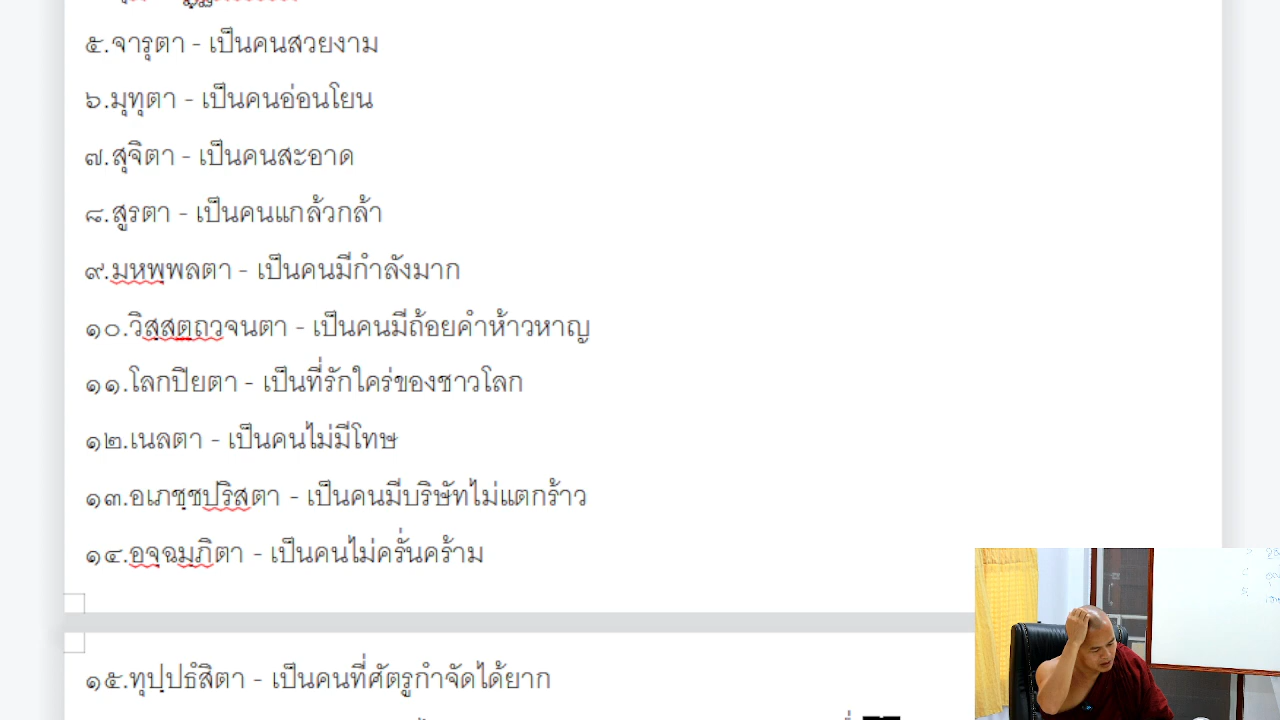 ๕.จารุตา - เป็นคนสวยงาม
๖.มุทุตา - เป็นคนอ่อนโยน
๗.สุจิตา - เป็นคนสะอาด
๘.สูรตา - เป็นคนแกล้วกล้า
๙.มหพฺพลตา - เป็นคนมีกำลังมาก
๑๐.วิสฺสตฺถวจนตา - เป็นคนมีถ้อยคำห้าวหาญ
๑๑.โลกปิยตา - เป็นที่รักใคร่ของชาวโลก
๑๒.เนลตา - เป็นคนไม่มีโทษ
๑๓.อเภชฺชปริสตา - เป็นคนมีบริษัทไม่แตกร้าว
๑๔.อจฺฉมฺภิตา - เป็นคนไม่ครั่นคร้าม
๑๕.ทุปฺปธํสิตา - เป็นคนที่ศัตรูกำจัดได้ยาก